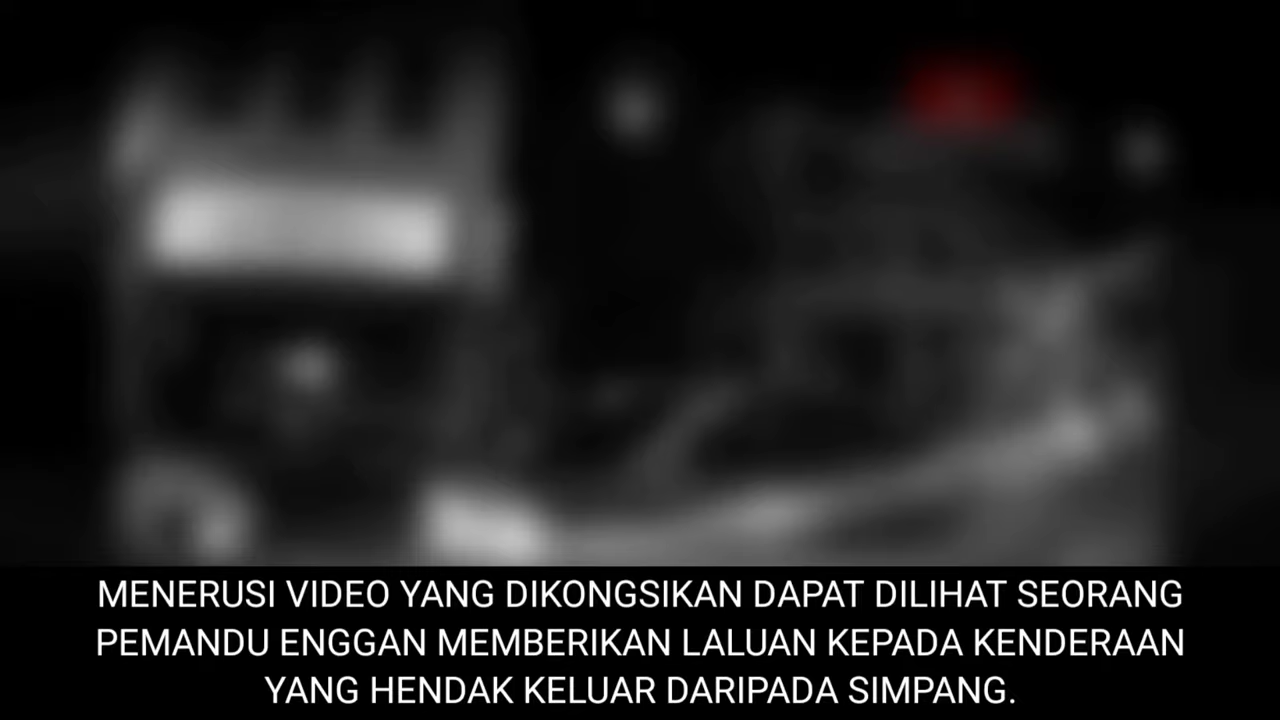 MENERUSI VIDEO YANG DIKONGSIKAN DAPAT DILIHAT SEORANG
PEMANDU ENGGAN MEMBERIKAN LALUAN KEPADA KENDERAAN
YANG HENDAK KELUAR DARIPADA SIMPANG.